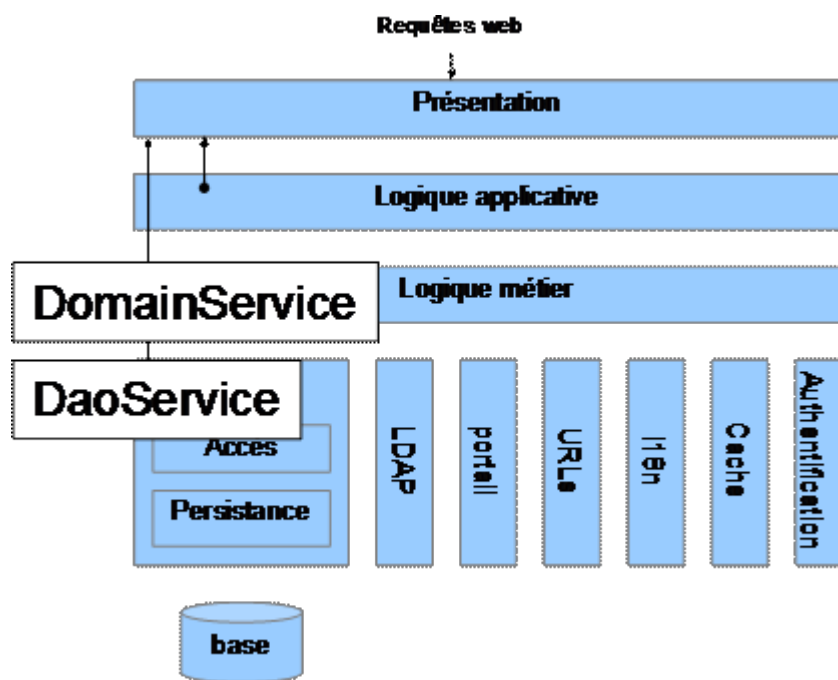 Requêtes web
Présentation
Logique applicative
DomainService
Logique métier
DaoService
Acces
Persistance
LDAP
portail
URLs
I18n
Cache
Authentification
base